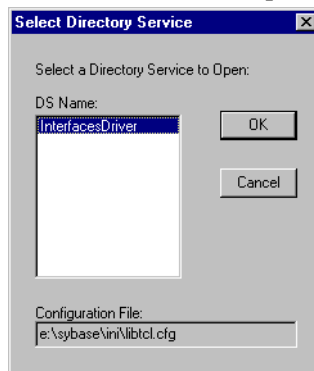 Select Directory Service
Select a Directory Service to Open:
DS Name:
InterfacesDriver
OK
Cancel
Configuration File:
e:\sybase\ini\libtcl.cfg